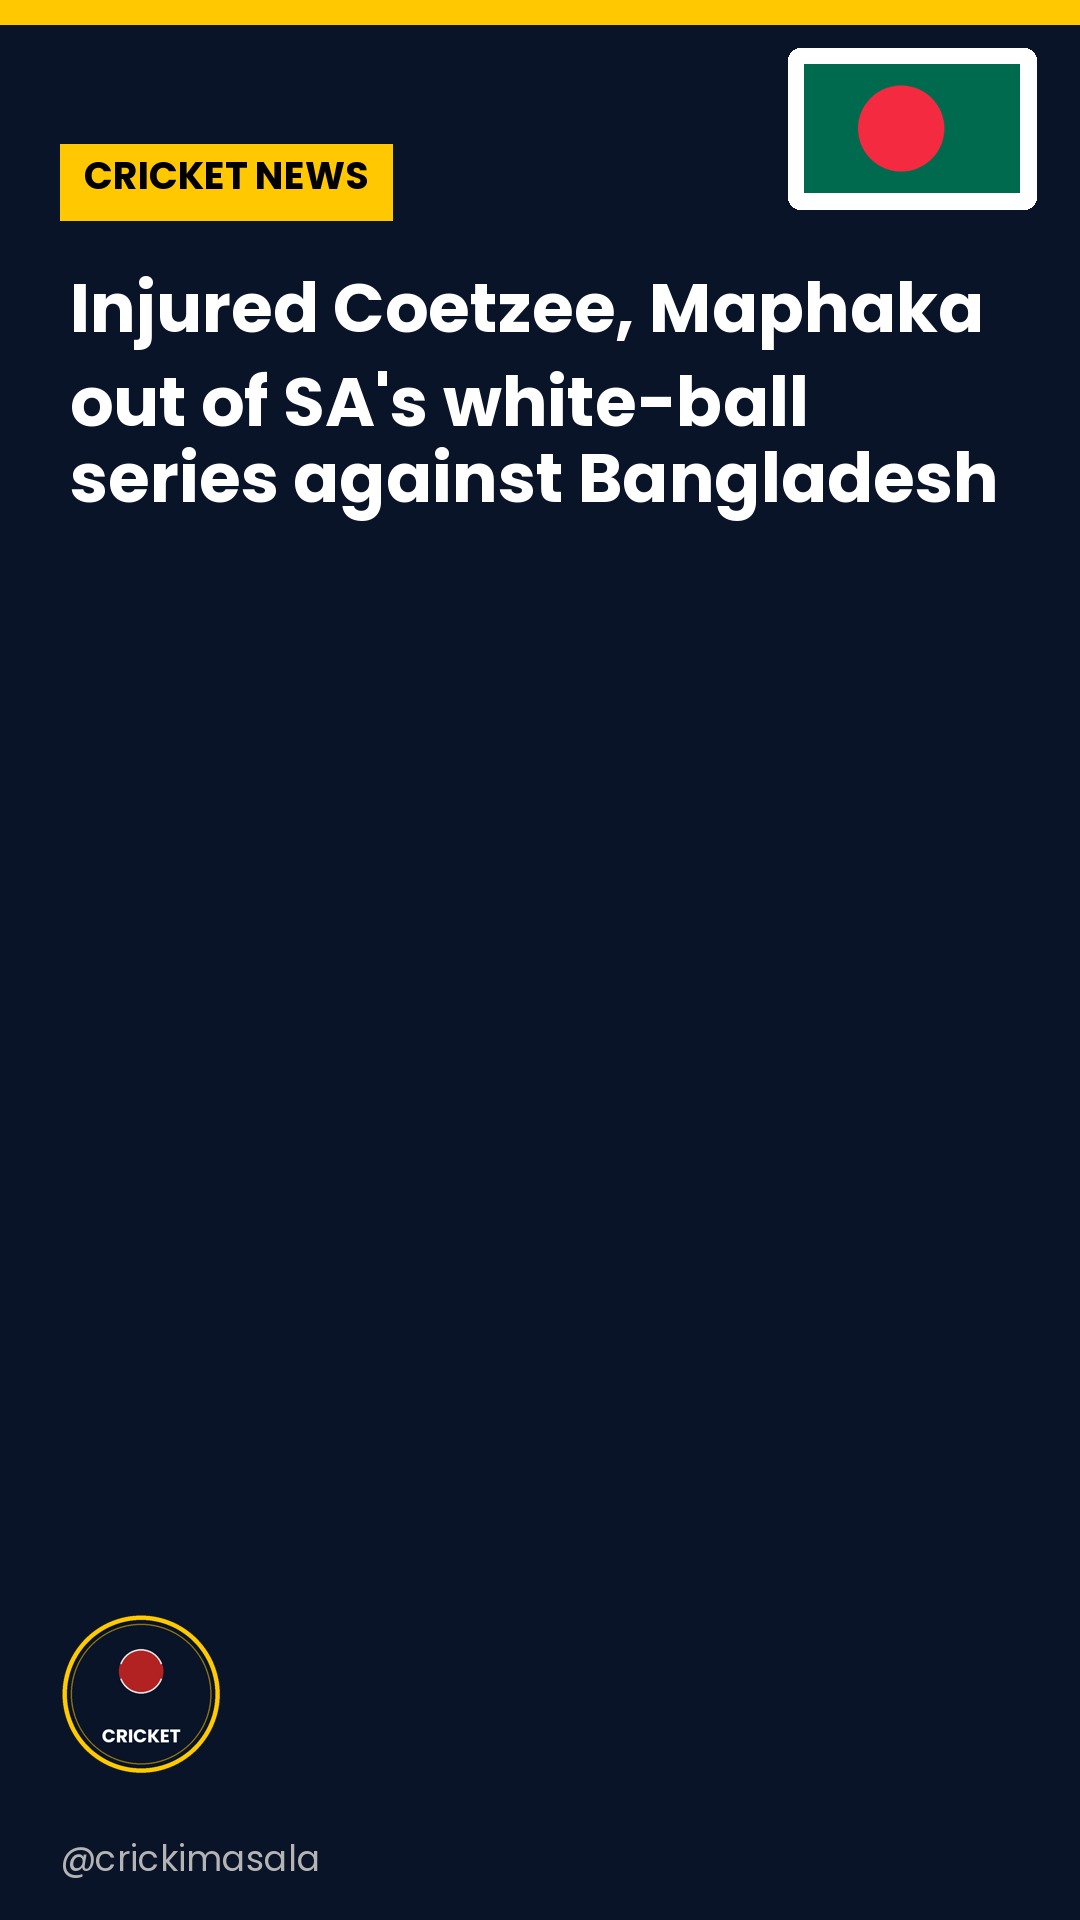 CRICKET NEWS
Injured Coetzee, Maphaka
out of SA's white-ball
series against Bangladesh
CRICKET
@crickimasala